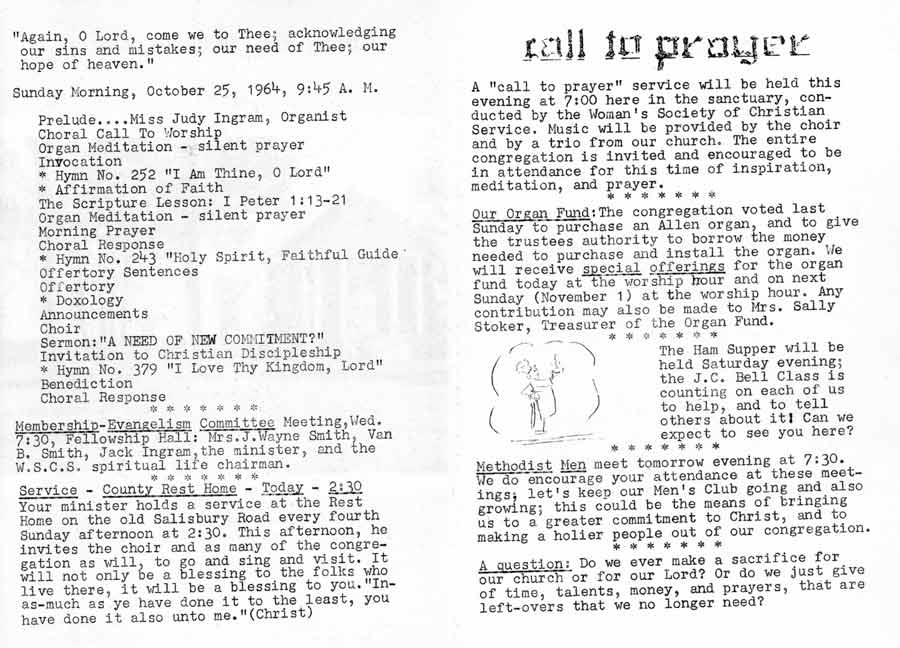 "Again, O Lord, come we to Thee; acknowledging
our sins and mistakes; our need of Thee; our
hope of heaven."
Sunday Morning, October 25, 1964, 9:45 A. M.
Prelude....Miss Judy Ingram, Organist
Choral Call To Worship
Organ Meditation - silent prayer
Invocation
* Hymn No. 252 "I Am Thine, O Lord"
* Affirmation of Faith
The Scripture Lesson: I Peter 1:13-21
Organ Meditation - silent prayer
Morning Prayer
Choral Response
* Hymn No. 243 "Holy Spirit, Faithful Guide
Offertory Sentences
Offertory
* Doxology
Announcements
Choir
Sermon:"A NEED OF NEW COMMITMENT?"
Invitation to Christian Discipleship
* Hymn No. 379 "I Love Thy Kingdom, Lord"
Benediction
Choral Response
* * * * * * *
Membership-Evangelism Committee Meeting,Wed.
7:30, Fellowship Hall: Mrs.J.Wayne Smith, Van
B. Smith, Jack Ingram,the minister, and the
W.S.C.S. spiritual life chairman.
* * * * * * *
Service - County Rest Home - Today - 2:30
Your minister holds a service at the Rest
Home on the old Salisbury Road every fourth
Sunday afternoon at 2:30. This afternoon, he
invites the choir and as many of the congre-
gation as will, to go and sing and visit. It
will not only be a blessing to the folks who
live there, it will be a blessing to you."In-
as-much as ye have done it to the least, you
have done it also unto me."(Christ)
call to prayer
A "call to prayer" service will be held this
evening at 7:00 here in the sanctuary, con-
ducted by the Woman's Society of Christian
Service. Music will be provided by the choir
and by a trio from our church. The entire
congregation is invited and encouraged to be
in attendance for this time of inspiration,
meditation, and prayer.
* * * * * * *
Our Organ Fund:The congregation voted last
Sunday to purchase an Allen organ, and to give
the trustees authority to borrow the money
needed to purchase and install the organ. We
will receive special offerings for the organ
fund today at the worship hour and on next
Sunday (November 1) at the worship hour. Any
contribution may also be made to Mrs. Sally
Stoker, Treasurer of the Organ Fund.
* * * * * * *
The Ham Supper will be
held Saturday evening;
the J.C. Bell Class is
counting on each of us
to help, and to tell
others about it! Can we
expect to see you here?
* * * * * * *
Methodist Men meet tomorrow evening at 7:30.
We do encourage your attendance at these meet-
ings; let's keep our Men's Club going and also
growing; this could be the means of bringing
us to a greater commitment to Christ, and to
making a holier people out of our congregation.
* * * * * * *
A question: Do we ever make a sacrifice for
our church or for our Lord? Or do we just give
of time, talents, money, and prayers, that are
left-overs that we no longer need?